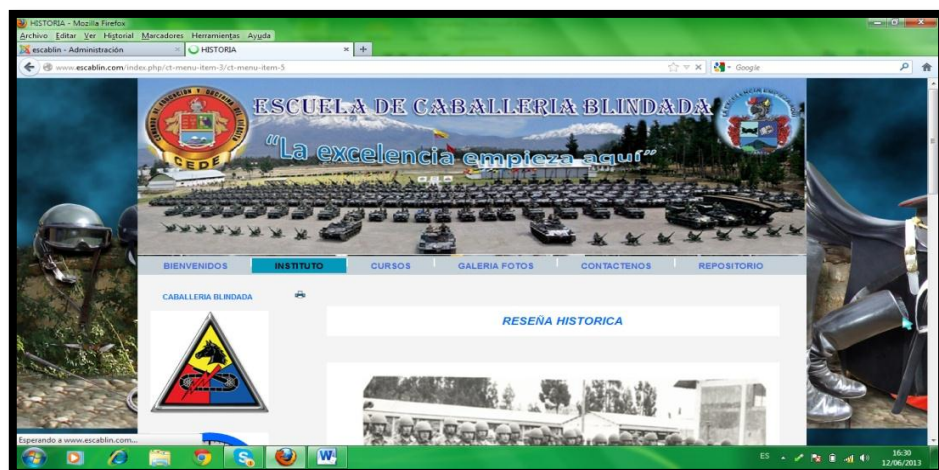 HISTORIA - Mozilla Firefox
Archivo Editar Ver Historial Marcadores Herramientas Ayuda
escablin - Administración
HISTORIA
www.escablin.com/index.php/ct-menu-item-3/ct-menu-item-5
Google
ESCUELA DE CABALLERIA BLINDADA
"La excelencia empieza aquí"
CEDE
BIENVENIDOS INSTITUTO CURSOS GALERIA FOTOS CONTACTENOS REPOSITORIO
CABALLERIA BLINDADA
RESEÑA HISTORICA
Esperando a www.escablin.com...
ES
16:30
12/06/2013